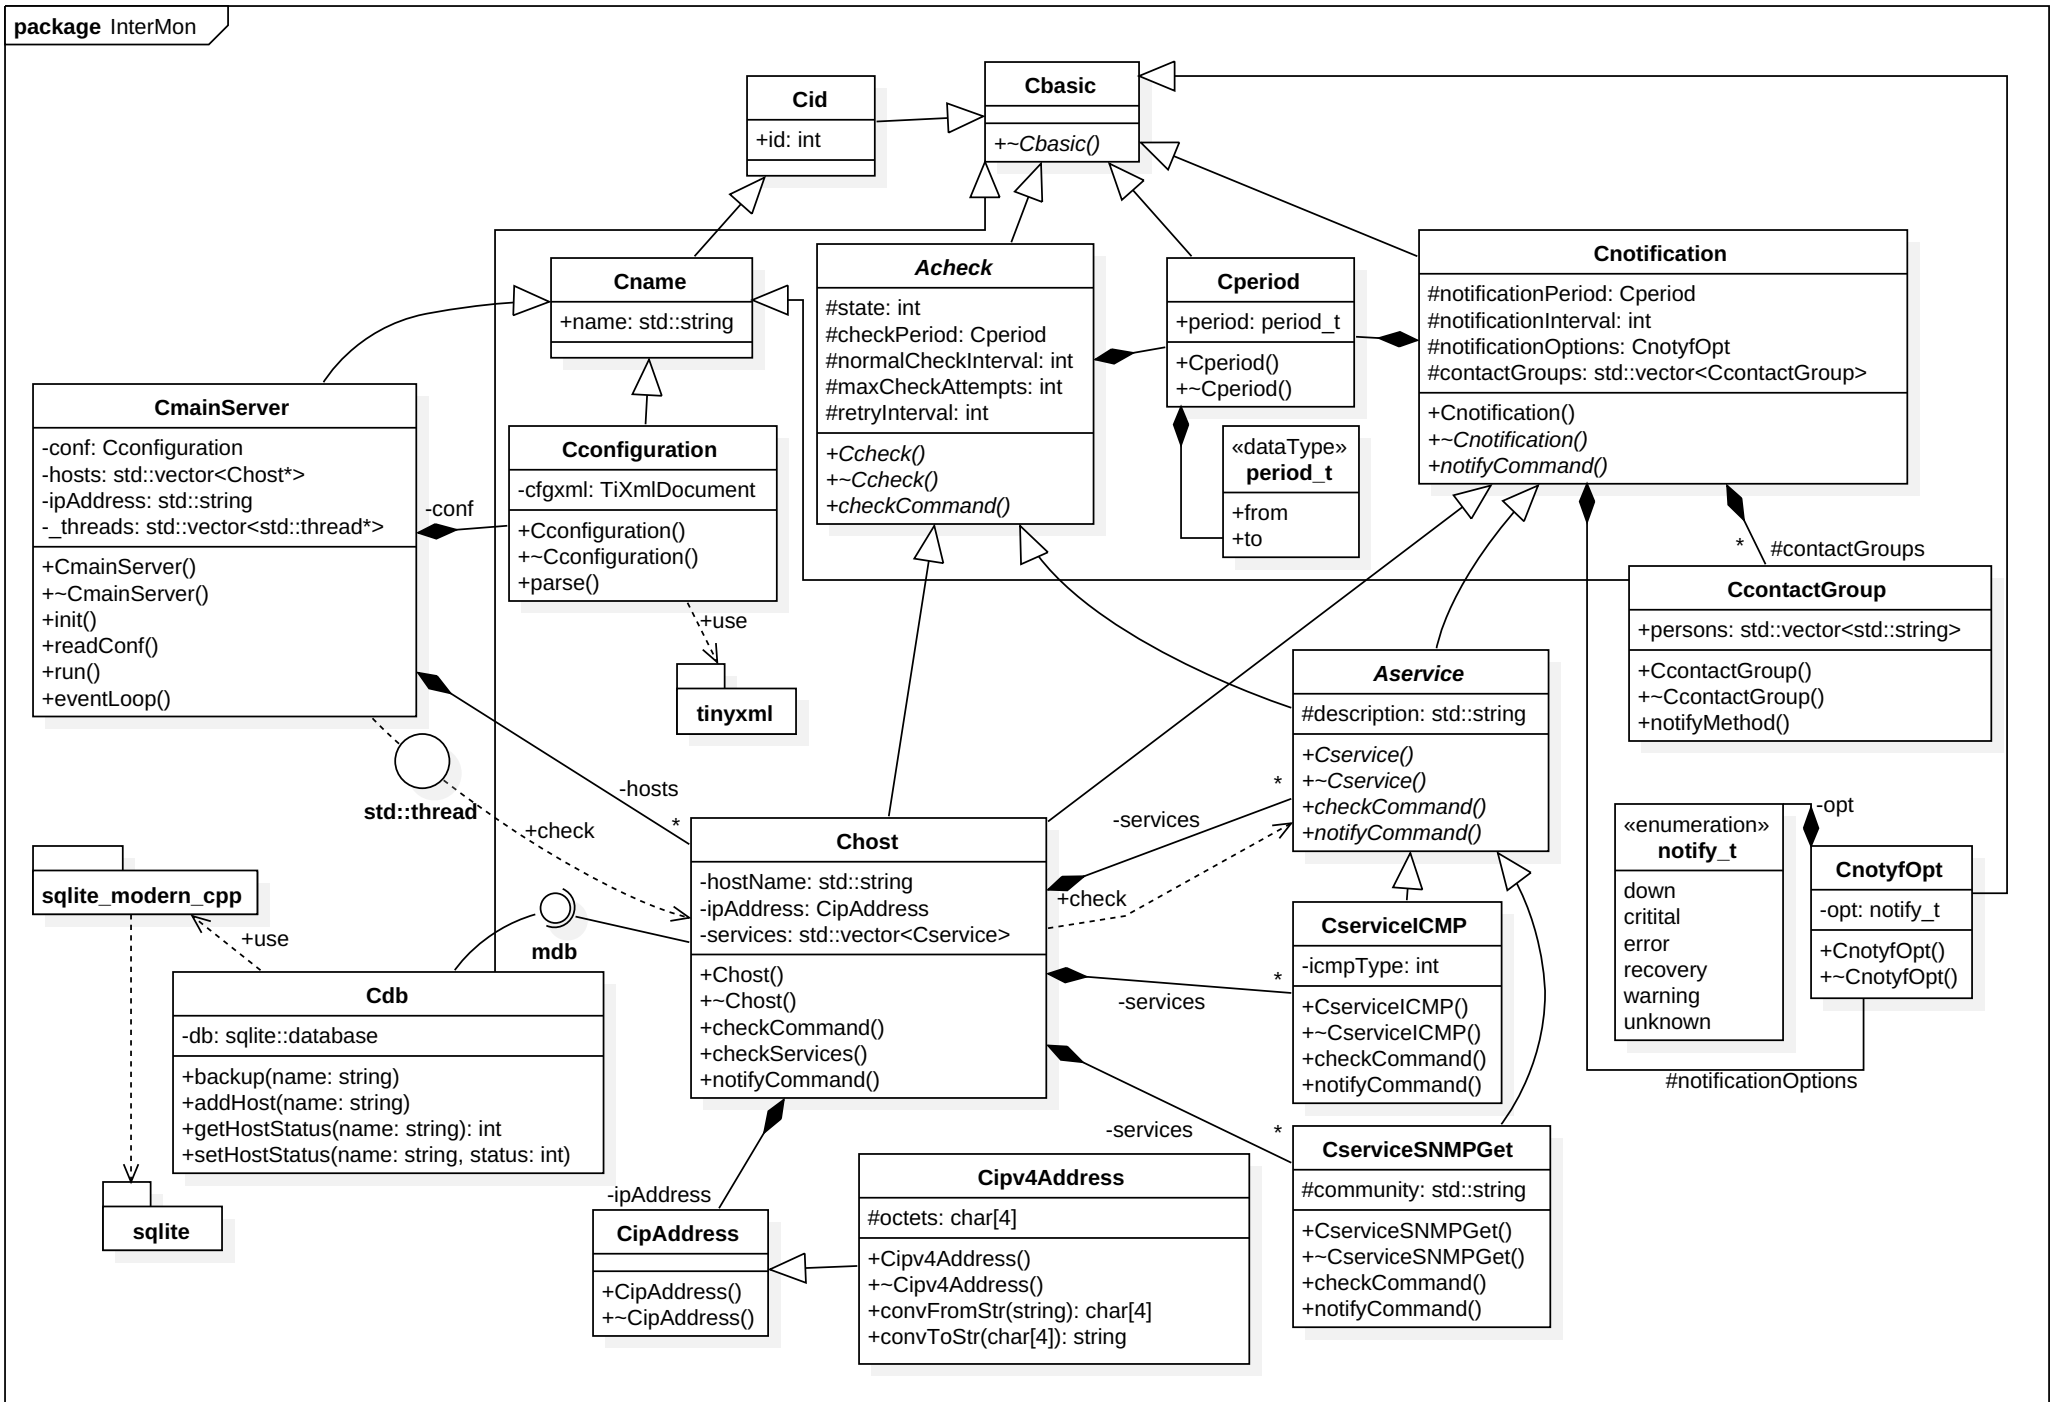 package InterMon
Cid
+id: int
Cbasic
+~Cbasic()
Cname
+name: std::string
Acheck
#state: int
#checkPeriod: Cperiod
#normalCheckInterval: int
#maxCheckAttempts: int
#retryInterval: int
+Ccheck()
+~Ccheck()
+checkCommand()
Cperiod
+period: period_t
+Cperiod()
+~Cperiod()
Cnotification
#notificationPeriod: Cperiod
#notificationInterval: int
#notificationOptions: CnotyfOpt
#contactGroups: std::vector<CcontactGroup>
+Cnotification()
+~Cnotification()
+notifyCommand()
CmainServer
-conf: Cconfiguration
-hosts: std::vector<Chost*>
-ipAddress: std::string
-_threads: std::vector<std::thread*>
+CmainServer()
+~CmainServer()
+init()
+readConf()
+run()
+eventLoop()
-conf
Cconfiguration
-cfgxml: TiXmlDocument
+Cconfiguration()
+~Cconfiguration()
+parse()
«dataType»
period_t
+from
+to
* #contactGroups
CcontactGroup
+persons: std::vector<std::string>
+CcontactGroup()
+~CcontactGroup()
+notifyMethod()
+use
tinyxml
Aservice
#description: std::string
+Cservice()
+~Cservice()
+checkCommand()
+notifyCommand()
std::thread
+check
-hosts
*
-services
*
+check
Chost
-hostName: std::string
-ipAddress: CipAddress
-services: std::vector<Cservice>
+Chost()
+~Chost()
+checkCommand()
+checkServices()
+notifyCommand()
«enumeration»
notify_t
down
critital
error
recovery
warning
unknown
-opt
CnotyfOpt
-opt: notify_t
+CnotyfOpt()
+~CnotyfOpt()
#notificationOptions
sqlite_modern_cpp
+use
mdb
CserviceICMP
-icmpType: int
+CserviceICMP()
+~CserviceICMP()
+checkCommand()
+notifyCommand()
*
-services
Cdb
-db: sqlite::database
+backup(name: string)
+addHost(name: string)
+getHostStatus(name: string): int
+setHostStatus(name: string, status: int)
-services
*
CserviceSNMPGet
#community: std::string
+CserviceSNMPGet()
+~CserviceSNMPGet()
+checkCommand()
+notifyCommand()
sqlite
-ipAddress
CipAddress
+CipAddress()
+~CipAddress()
Cipv4Address
#octets: char[4]
+Cipv4Address()
+~Cipv4Address()
+convFromStr(string): char[4]
+convToStr(char[4]): string